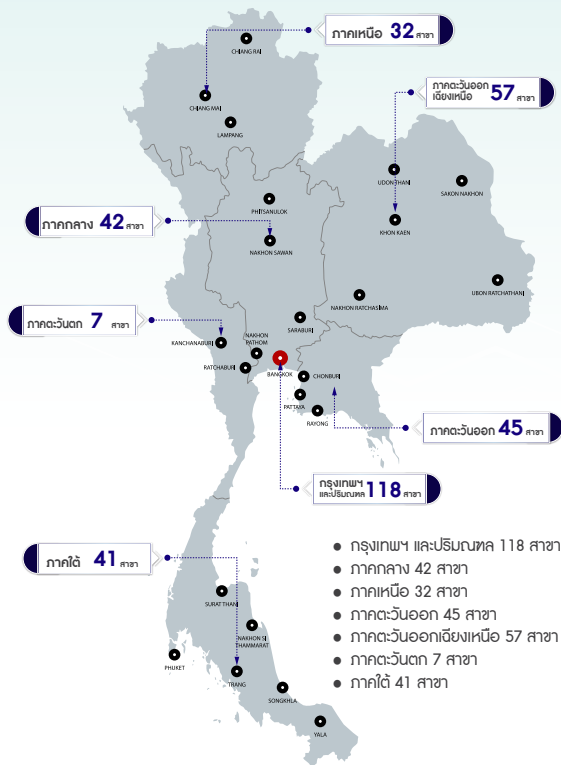 CHIANG RAI
ภาคเหนือ 32 สาขา
ภาคตะวันออก
เฉียงเหนือ 57 สาขา
CHIANG MAI
LAMPANG
UDON THANI
SAKON NAKHON
PHITSANULOK
ภาคกลาง 42 สาขา
KHON KAEN
NAKHON SAWAN
UBON RATCHATHANI
NAKHON RATCHASIMA
ภาคตะวันตก 7 สาขา
SARABURI
KANCHANABURI
NAKHON
PATHOM
RATCHABURI
BANGKOK
CHONBURI
PATTAYA
RAYONG
ภาคตะวันออก 45 สาขา
กรุงเทพฯ
และปริมณฑล 118 สาขา
ภาคใต้ 41 สาขา
● กรุงเทพฯ และปริมณฑล 118 สาขา
● ภาคกลาง 42 สาขา
● ภาคเหนือ 32 สาขา
● ภาคตะวันออก 45 สาขา
● ภาคตะวันออกเฉียงเหนือ 57 สาขา
● ภาคตะวันตก 7 สาขา
● ภาคใต้ 41 สาขา
SURAT THANI
NAKHON SI
THAMMARAT
PHUKET
TRANG
SONGKHLA
YALA